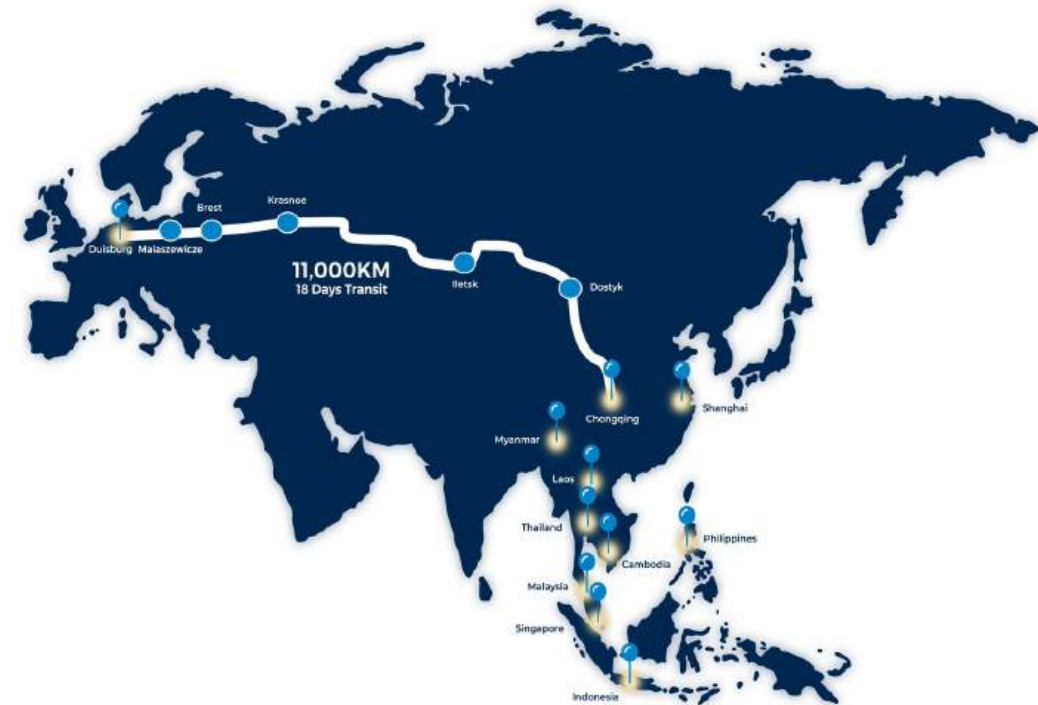 Krasnoe
Brest
Duisburg
Malaszewicze
11,000KM
18 Days Transit
Iletsk
Dostyk
Chongqing
Shanghai
Myanmar
Laos
Thailand
Philippines
Cambodia
Malaysia
Singapore
Indonesia